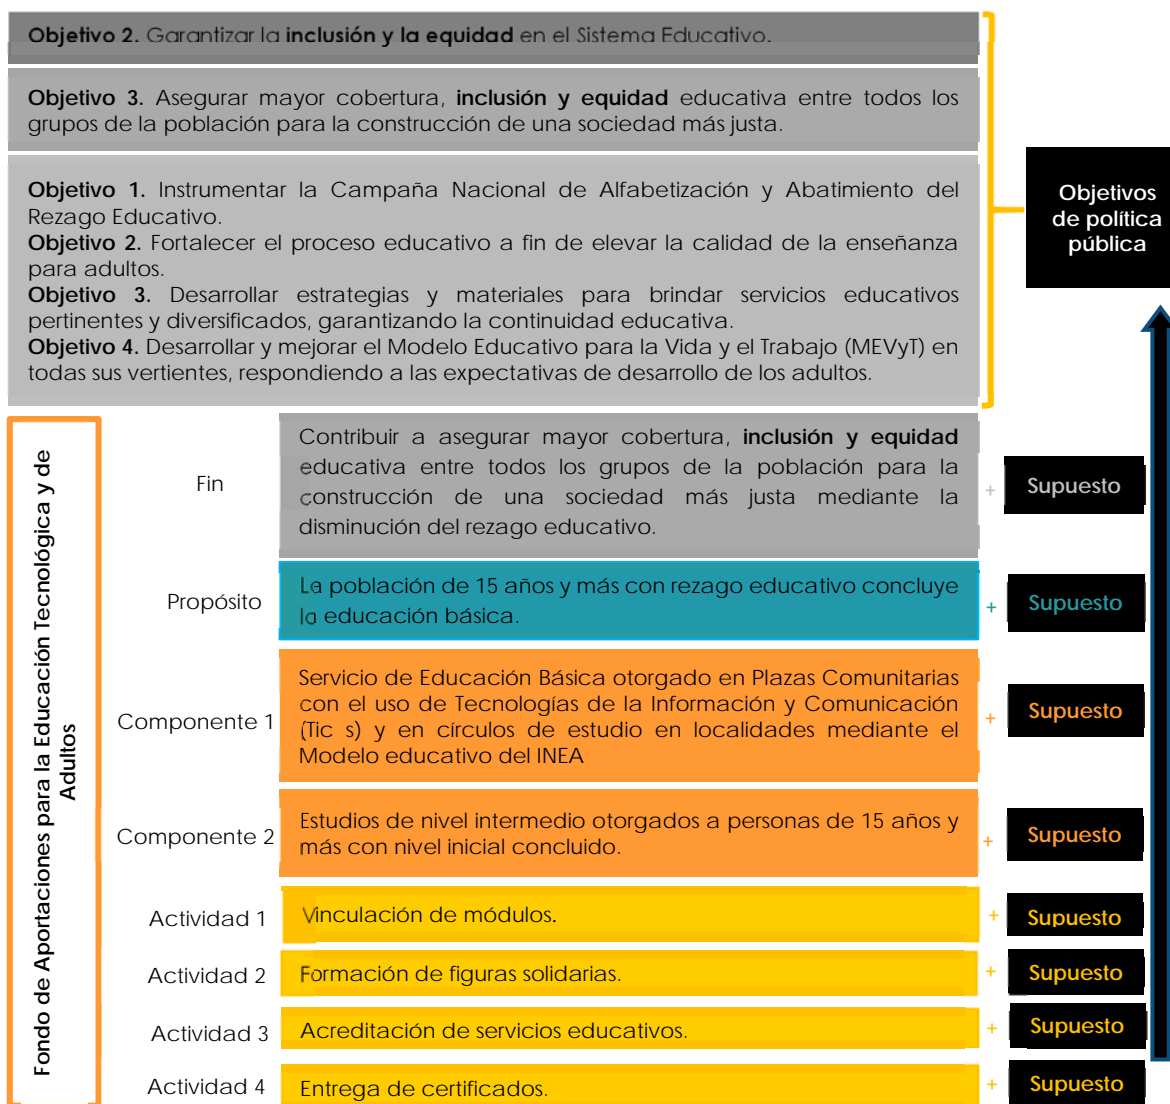 Objetivo 2. Garantizar la inclusión y la equidad en el Sistema Educativo.
Objetivo 3. Asegurar mayor cobertura, inclusión y equidad educativa entre todos los
grupos de la población para la construcción de una sociedad más justa.
Objetivo 1. Instrumentar la Campaña Nacional de Alfabetización y Abatimiento del
Rezago Educativo.
Objetivo 2. Fortalecer el proceso educativo a fin de elevar la calidad de la enseñanza
para adultos.
Objetivo 3. Desarrollar estrategias y materiales para brindar servicios educativos
pertinentes y diversificados, garantizando la continuidad educativa.
Objetivo 4. Desarrollar y mejorar el Modelo Educativo para la Vida y el Trabajo (MEVyT) en
todas sus vertientes, respondiendo a las expectativas de desarrollo de los adultos.
Objetivos
de política
pública
Fondo de Aportaciones para la Educación Tecnológica y de
Adultos
Fin
Contribuir a asegurar mayor cobertura, inclusión y equidad
educativa entre todos los grupos de la población para la
construcción de una sociedad más justa mediante la
disminución del rezago educativo.
+
Supuesto
Propósito
La población de 15 años y más con rezago educativo concluye
la educación básica.
+
Supuesto
Componente 1
Servicio de Educación Básica otorgado en Plazas Comunitarias
con el uso de Tecnologías de la Información y Comunicación
(Tic s) y en círculos de estudio en localidades mediante el
Modelo educativo del INEA
+
Supuesto
Componente 2
Estudios de nivel intermedio otorgados a personas de 15 años y
más con nivel inicial concluido.
+
Supuesto
Actividad 1
Vinculación de módulos.
+
Supuesto
Actividad 2
Formación de figuras solidarias.
+
Supuesto
Actividad 3
Acreditación de servicios educativos.
+
Supuesto
Actividad 4
Entrega de certificados.
+
Supuesto